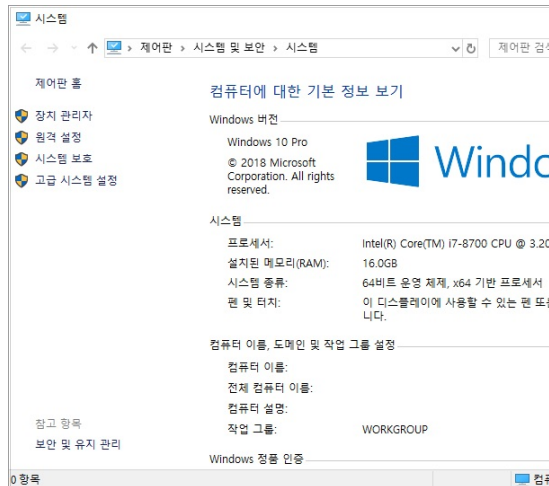 시스템
제어판 › 시스템 및 보안 › 시스템
제어판 검색
제어판 홈
장치 관리자
원격 설정
시스템 보호
고급 시스템 설정
컴퓨터에 대한 기본 정보 보기
Windows 버전
Windows 10 Pro
© 2018 Microsoft
Corporation. All rights
reserved.
Windo
시스템
프로세서: Intel(R) Core(TM) i7-8700 CPU @ 3.20
설치된 메모리(RAM): 16.0GB
시스템 종류: 64비트 운영 체제, x64 기반 프로세서
펜 및 터치: 이 디스플레이에 사용할 수 있는 펜
니다.
컴퓨터 이름, 도메인 및 작업 그룹 설정
컴퓨터 이름:
전체 컴퓨터 이름:
컴퓨터 설명:
작업 그룹: WORKGROUP
Windows 정품 인증
참고 항목
보안 및 유지 관리
0 항목